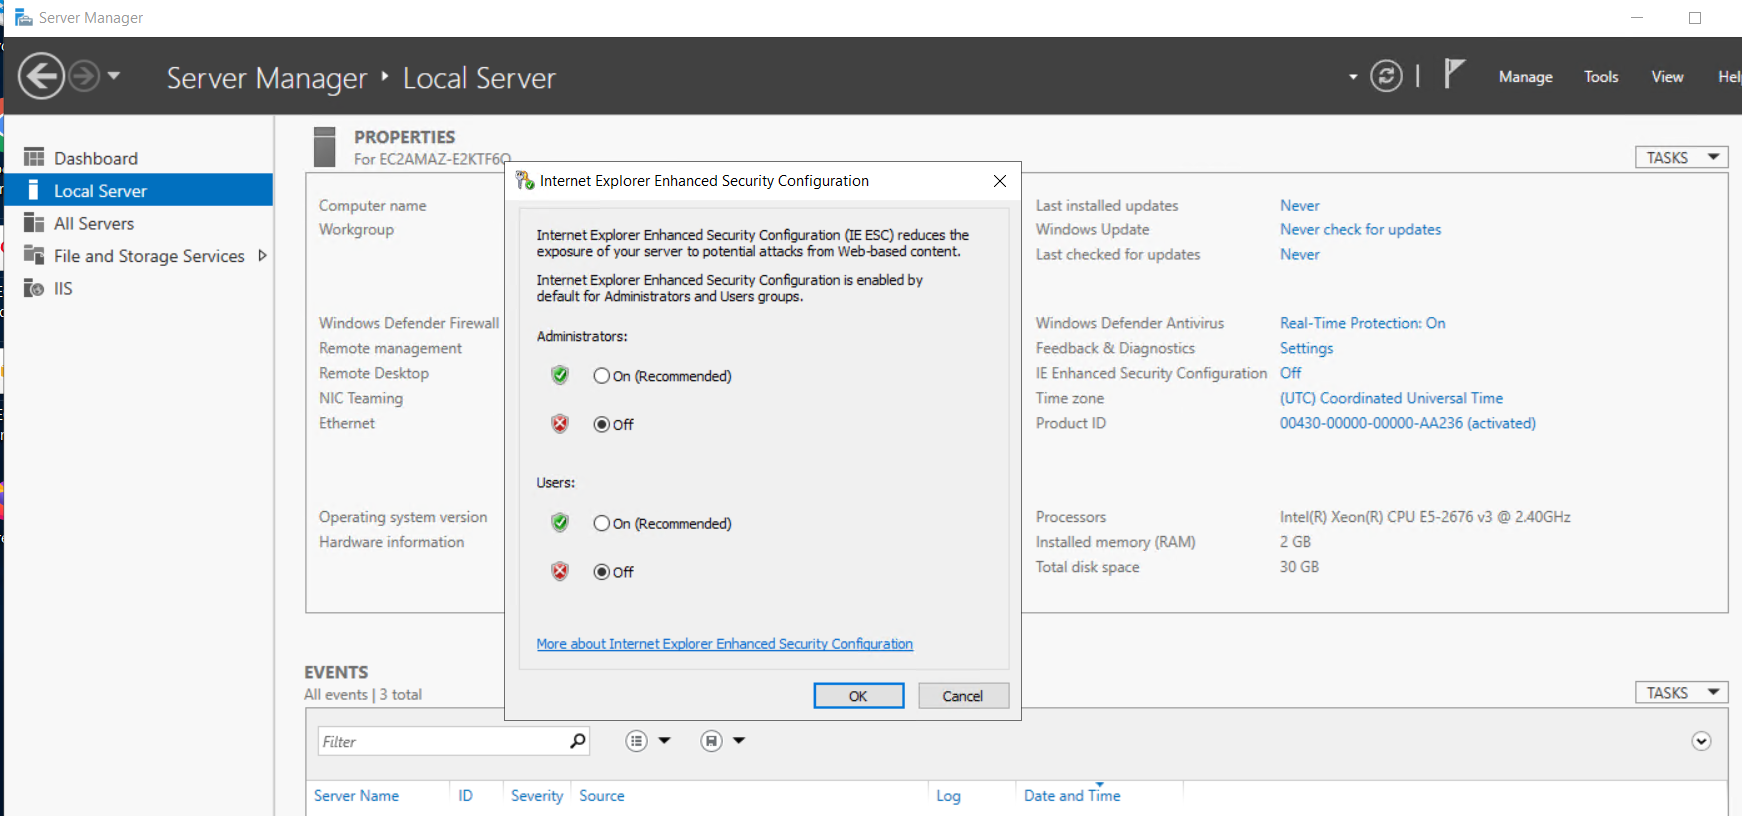 Server Manager
Server Manager ‣ Local Server
Manage Tools View Hel
Dashboard
Local Server
All Servers
File and Storage Services
IIS
PROPERTIES
For EC2AMAZ-E2KTF6O
TASKS
Computer name
Workgroup
Last installed updates Never
Windows Update Never check for updates
Last checked for updates Never
Windows Defender Firewall
Remote management
Remote Desktop
NIC Teaming
Ethernet
Windows Defender Antivirus Real-Time Protection: On
Feedback & Diagnostics Settings
IE Enhanced Security Configuration Off
Time zone (UTC) Coordinated Universal Time
Product ID 00430-00000-00000-AA236 (activated)
Operating system version
Hardware information
Processors Intel(R) Xeon(R) CPU E5-2676 v3 @ 2.40GHz
Installed memory (RAM) 2 GB
Total disk space 30 GB
Internet Explorer Enhanced Security Configuration
Internet Explorer Enhanced Security Configuration (IE ESC) reduces the
exposure of your server to potential attacks from Web-based content.
Internet Explorer Enhanced Security Configuration is enabled by
default for Administrators and Users groups.
Administrators:
On (Recommended)
Off
Users:
On (Recommended)
Off
More about Internet Explorer Enhanced Security Configuration
OK Cancel
EVENTS
All events | 3 total
TASKS
Filter
Server Name ID Severity Source Log Date and Time